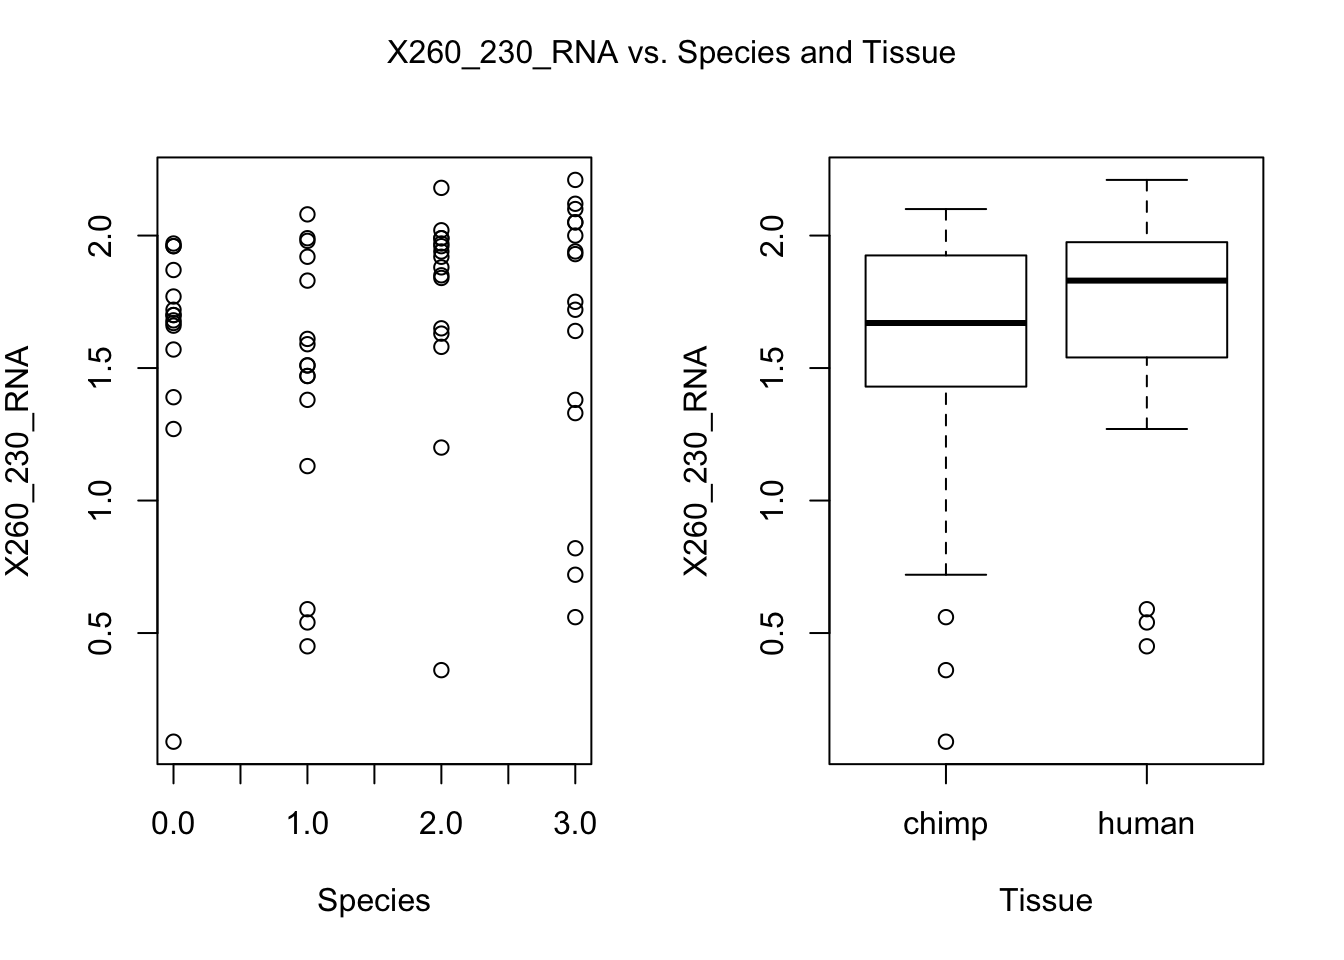 X260_230_RNA vs. Species and Tissue
X260_230_RNA
2.0
1.5
1.0
0.5
0.0 1.0 2.0 3.0
Species
X260_230_RNA
2.0
1.5
1.0
0.5
chimp human
Tissue